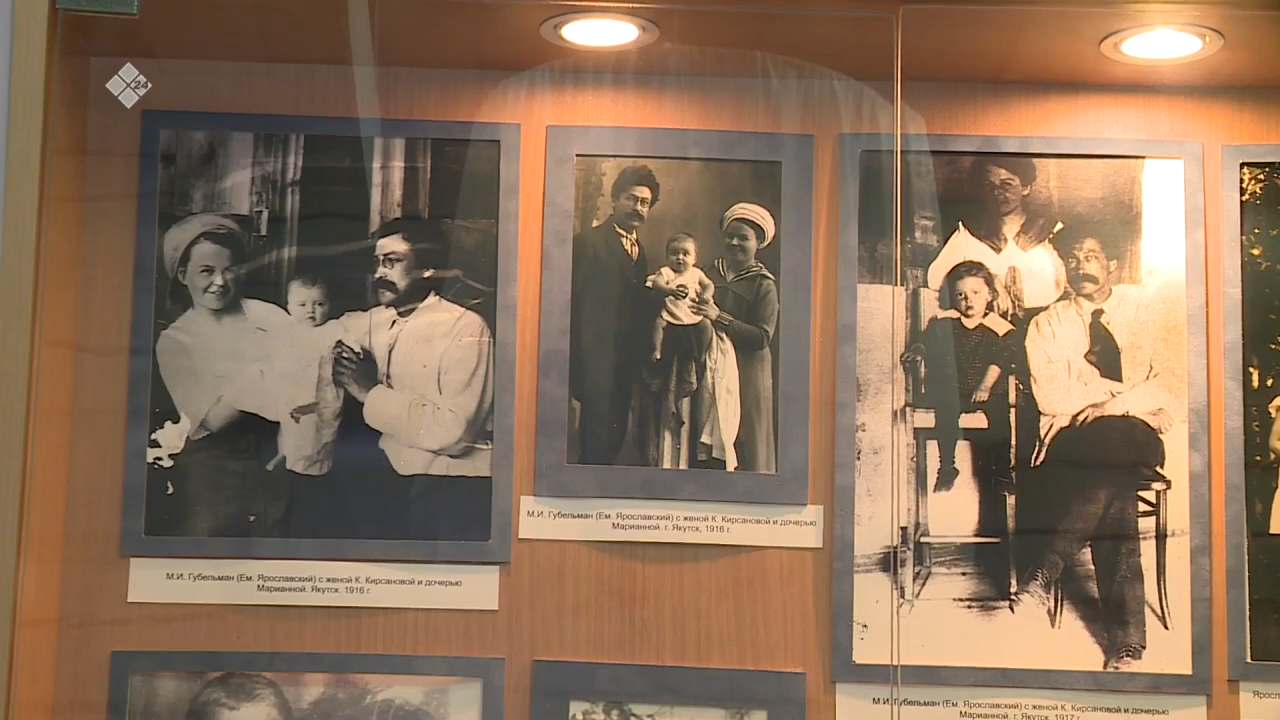 24
М.И. Губельман (Ем. Ярославский) с женой К. Кирсановой и дочерью
Марианной. г. Якутск, 1916 г.
М.И. Губельман (Ем. Ярославский) с женой К. Кирсановой и дочерью
Марианной. Якутск. 1916 г.
М.И. Губельман (Ем. Ярославский) с женой К. Кирсановой и дочерью
Марианной. г. Якутск, 1917 г.